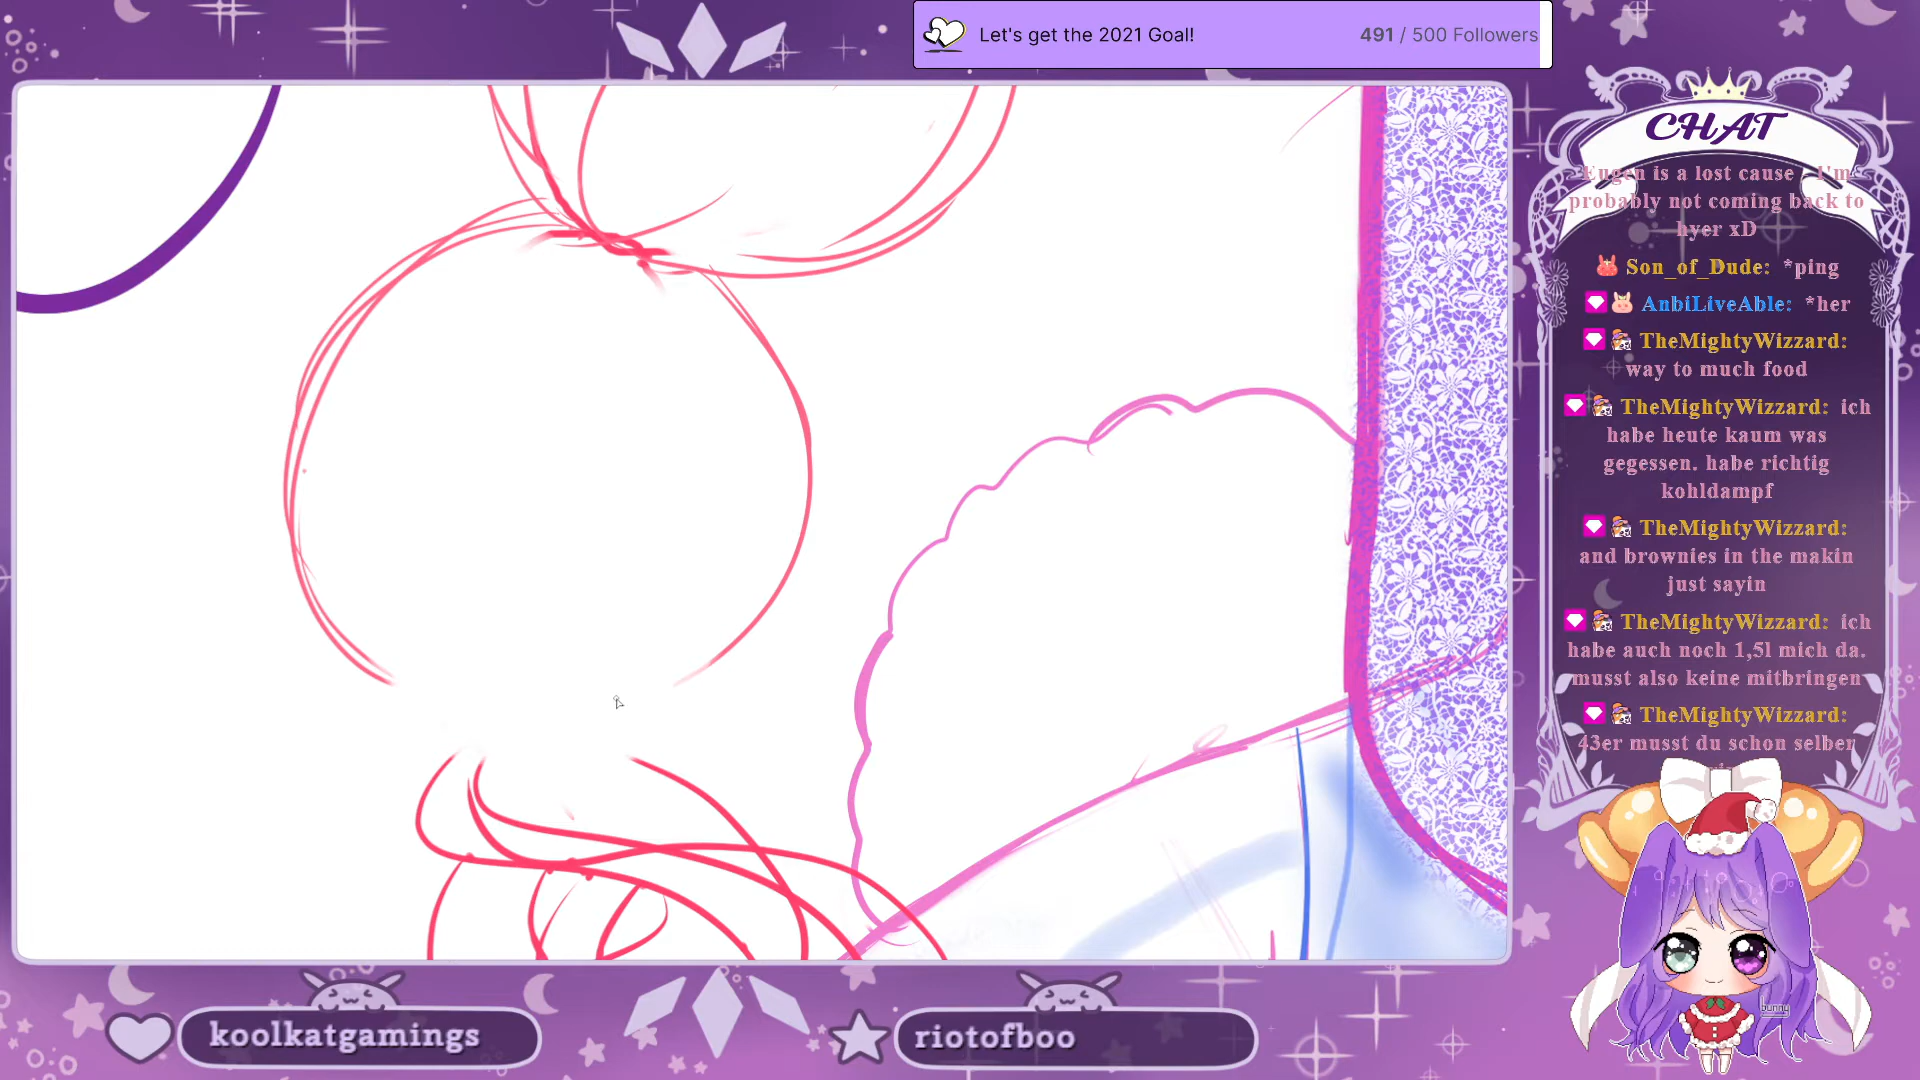 Let's get the 2021 Goal!
491 / 500 Followers
CHAT
Eugen is a lost cause I'm
probably not coming back to
hyer xD
Son_of_Dude: *ping
AnbiLiveAble: *her
TheMightyWizzard:
way to much food
TheMightyWizzard: ich
habe heute kaum was
gegessen. habe richtig
kohldampf
TheMightyWizzard:
and brownies in the makin
just sayin
TheMightyWizzard: ich
habe auch noch 1,5l mich da.
musst also keine mitbringen
TheMightyWizzard:
43er musst du schon selber
koolkatgamings
riotofboo